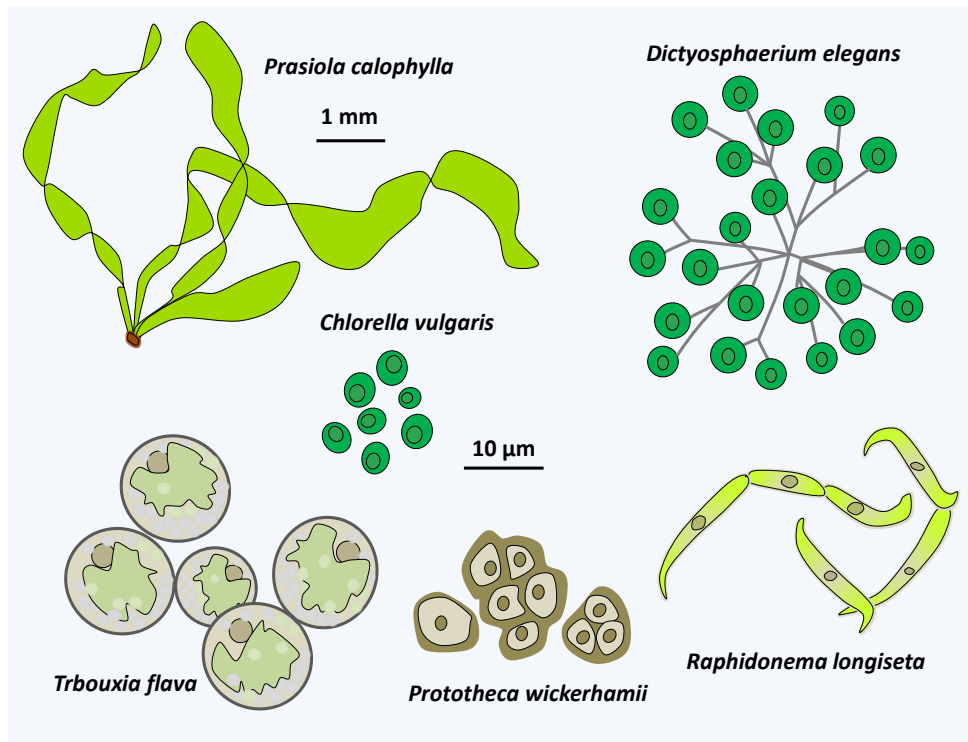 Prasiola calophylla
1 mm
Dictyosphaerium elegans
Chlorella vulgaris
10 µm
Trbouxia flava
Prototheca wickerhamii
Raphidonema longiseta